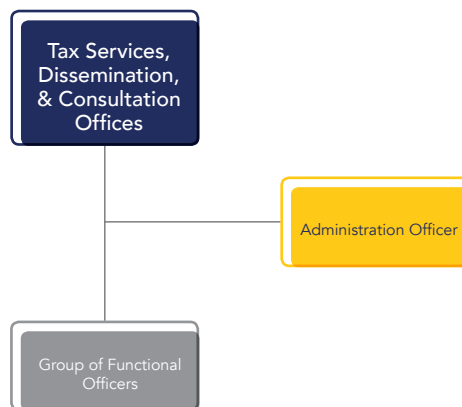 Tax Services,
Dissemination,
& Consultation
Offices
Administration Officer
Group of Functional
Officers